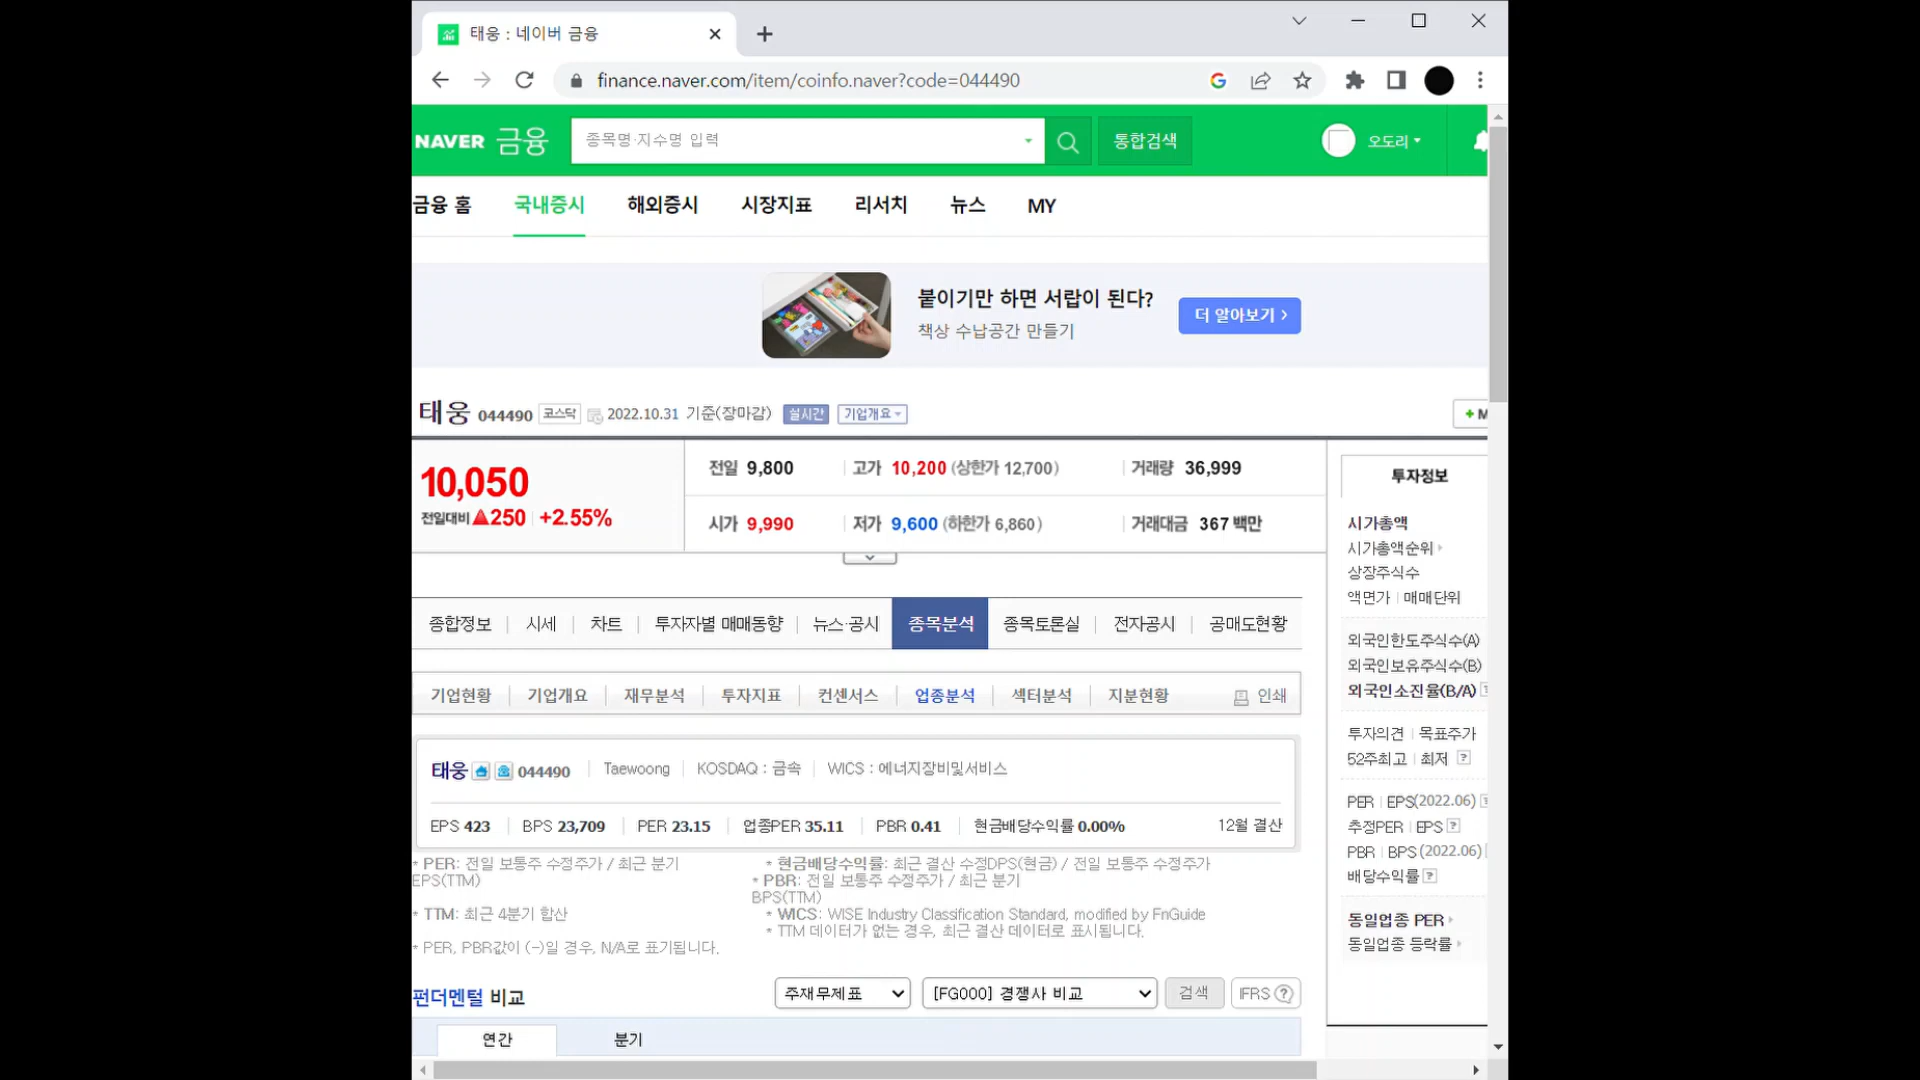 태웅 : 네이버 금융
finance.naver.com/item/coinfo.naver?code=044490
NAVER 금융 종목명·지수명 입력 통합검색 오도리
금융 홈 국내증시 해외증시 시장지표 리서치 뉴스 MY
붙이기만 하면 서랍이 된다?
책상 수납공간 만들기
더 알아보기 >
태웅 044490 코스닥 2022.10.31 기준(장마감) 실시간 기업개요
+ M
10,050
전일대비 ▲250 +2.55%
전일 9,800 고가 10,200 (상한가 12,700) 거래량 36,999
시가 9,990 저가 9,600 (하한가 6,860) 거래대금 367 백만
투자정보
시가총액
시가총액순위
상장주식수
액면가 매매단위
외국인한도주식수(A)
외국인보유주식수(B)
외국인소진율(B/A)
투자의견 목표주가
52주최고 최저 ?
PER EPS(2022.06)
추정PER EPS ?
PBR BPS (2022.06)
배당수익률 ?
동일업종 PER
동일업종 등락률
종합정보 시세 차트 투자자별 매매동향 뉴스·공시 종목분석 종목토론실 전자공시 공매도현황
기업현황 기업개요 재무분석 투자지표 컨센서스 업종분석 섹터분석 지분현황 인쇄
태웅 044490 Taewoong KOSDAQ : 금속 WICS : 에너지장비및서비스
EPS 423 BPS 23,709 PER 23.15 업종PER 35.11 PBR 0.41 현금배당수익률 0.00% 12월 결산
* PER: 전일 보통주 수정주가 / 최근 분기
EPS(TTM)
* TTM: 최근 4분기 합산
* PER, PBR값이 (-)일 경우, N/A로 표기됩니다.
* 현금배당수익률: 최근 결산 수정DPS(현금) / 전일 보통주 수정주가
* PBR: 전일 보통주 수정주가 / 최근 분기
BPS(TTM)
* WICS: WISE Industry Classification Standard, modified by FnGuide
* TTM 데이터가 없는 경우, 최근 결산 데이터로 표시됩니다.
펀더멘털 비교 주재무제표 [FG000] 경쟁사 비교 검색 IFRS ?
연간 분기